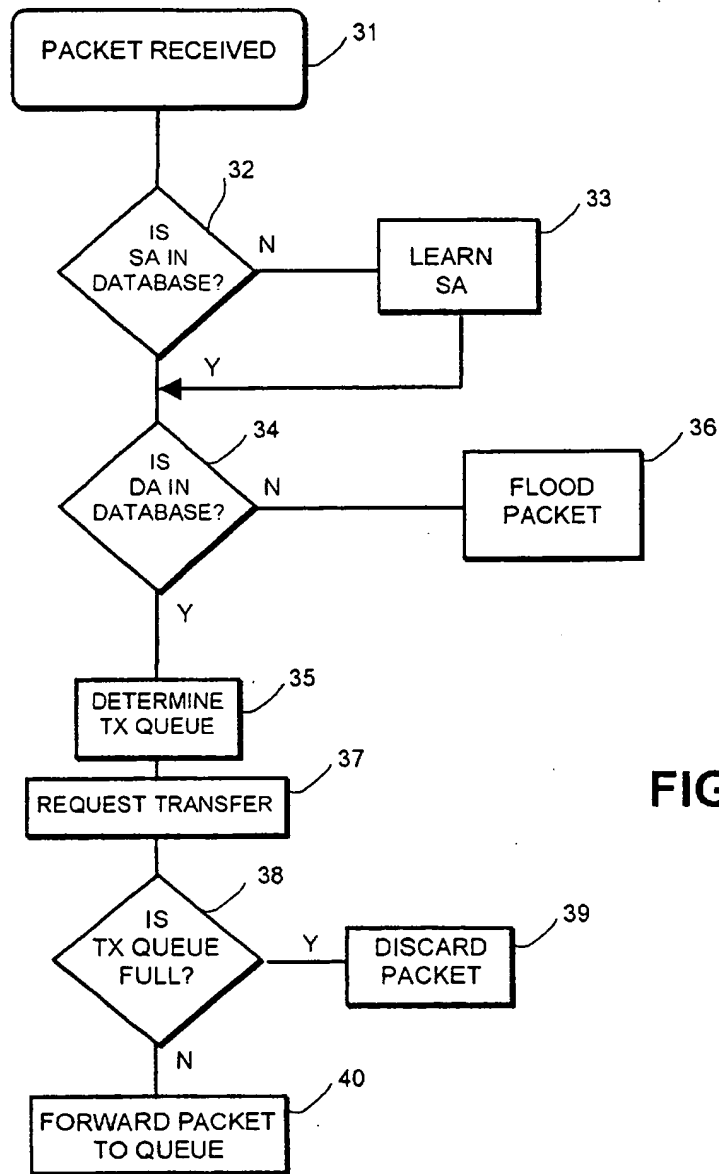 PACKET RECEIVED
31
32
IS
SA IN
DATABASE?
N
33
LEARN
SA
Y
34
IS
DA IN
DATABASE?
N
36
FLOOD
PACKET
Y
35
DETERMINE
TX QUEUE
37
REQUEST TRANSFER
FIG
38
IS
TX QUEUE
FULL?
Y
39
DISCARD
PACKET
N
40
FORWARD PACKET
TO QUEUE